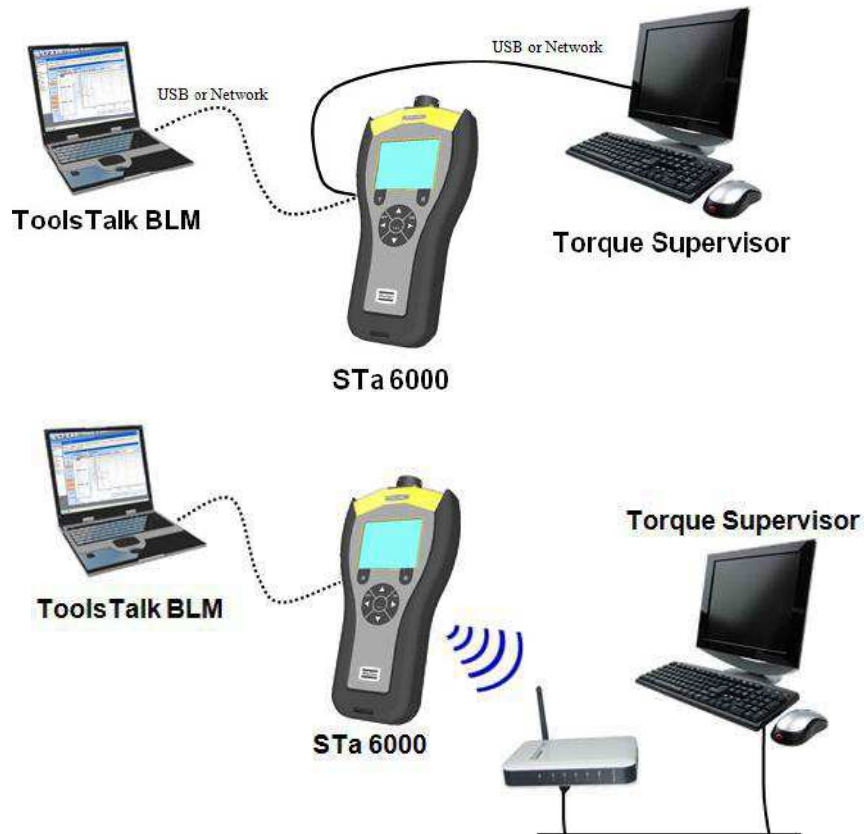 USB or Network
USB or Network
ToolsTalk BLM
Torque Supervisor
STa 6000
Torque Supervisor
ToolsTalk BLM
STa 6000